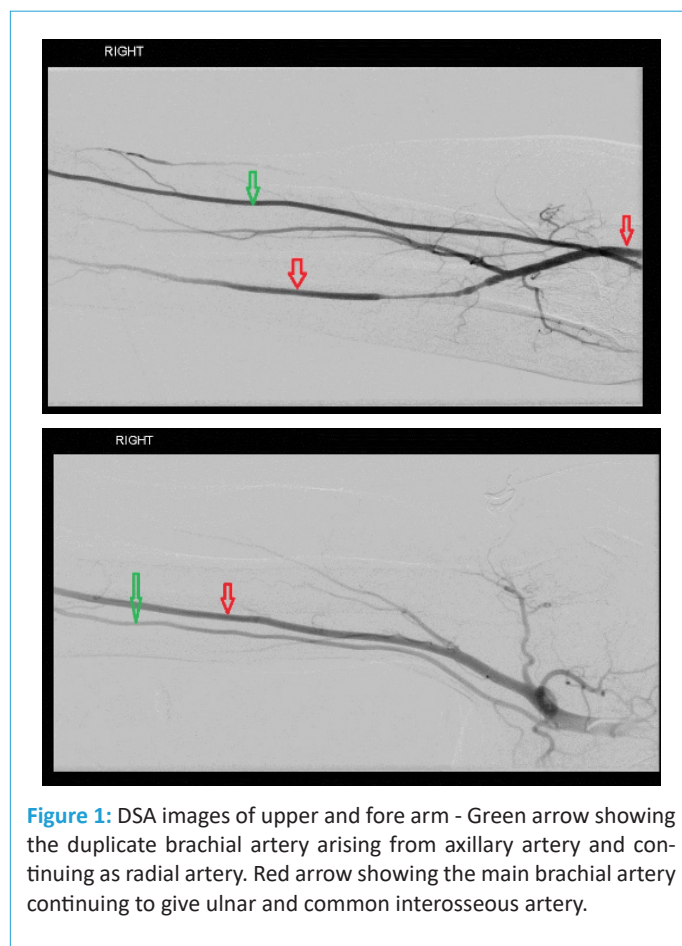 RIGHT
RIGHT
Figure 1: DSA images of upper and fore arm - Green arrow showing
the duplicate brachial artery arising from axillary artery and con-
tinuing as radial artery. Red arrow showing the main brachial artery
continuing to give ulnar and common interosseous artery.